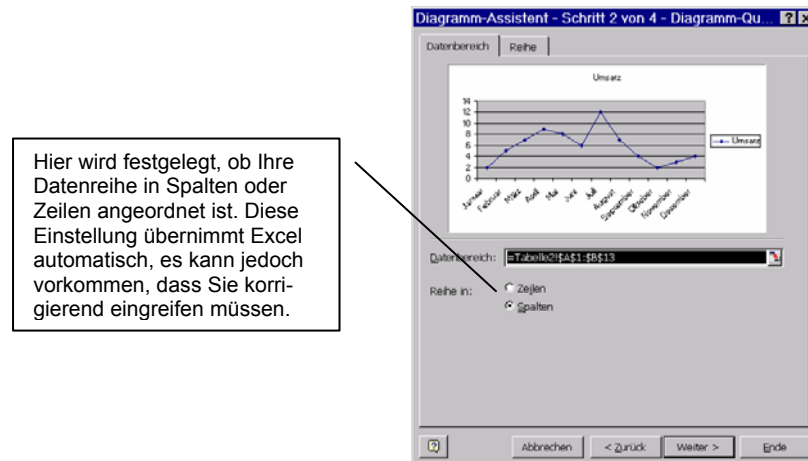 Diagramm-Assistent - Schritt 2 von 4 - Diagramm-Qu...
Datenbereich
Reihe
Umsatz
14
12
10
8
6
4
2
0
Januar
Februar
März
April
Mai
Juni
Juli
August
September
Oktober
November
Dezember
Umsatz
Hier wird festgelegt, ob Ihre
Datenreihe in Spalten oder
Zeilen angeordnet ist. Diese
Einstellung übernimmt Excel
automatisch, es kann jedoch
vorkommen, dass Sie korri-
gierend eingreifen müssen.
Datenbereich: =Tabelle2!$A$1:$B$13
Reihe in: Zeilen
Spalten
Abbrechen < Zurück Weiter > Ende